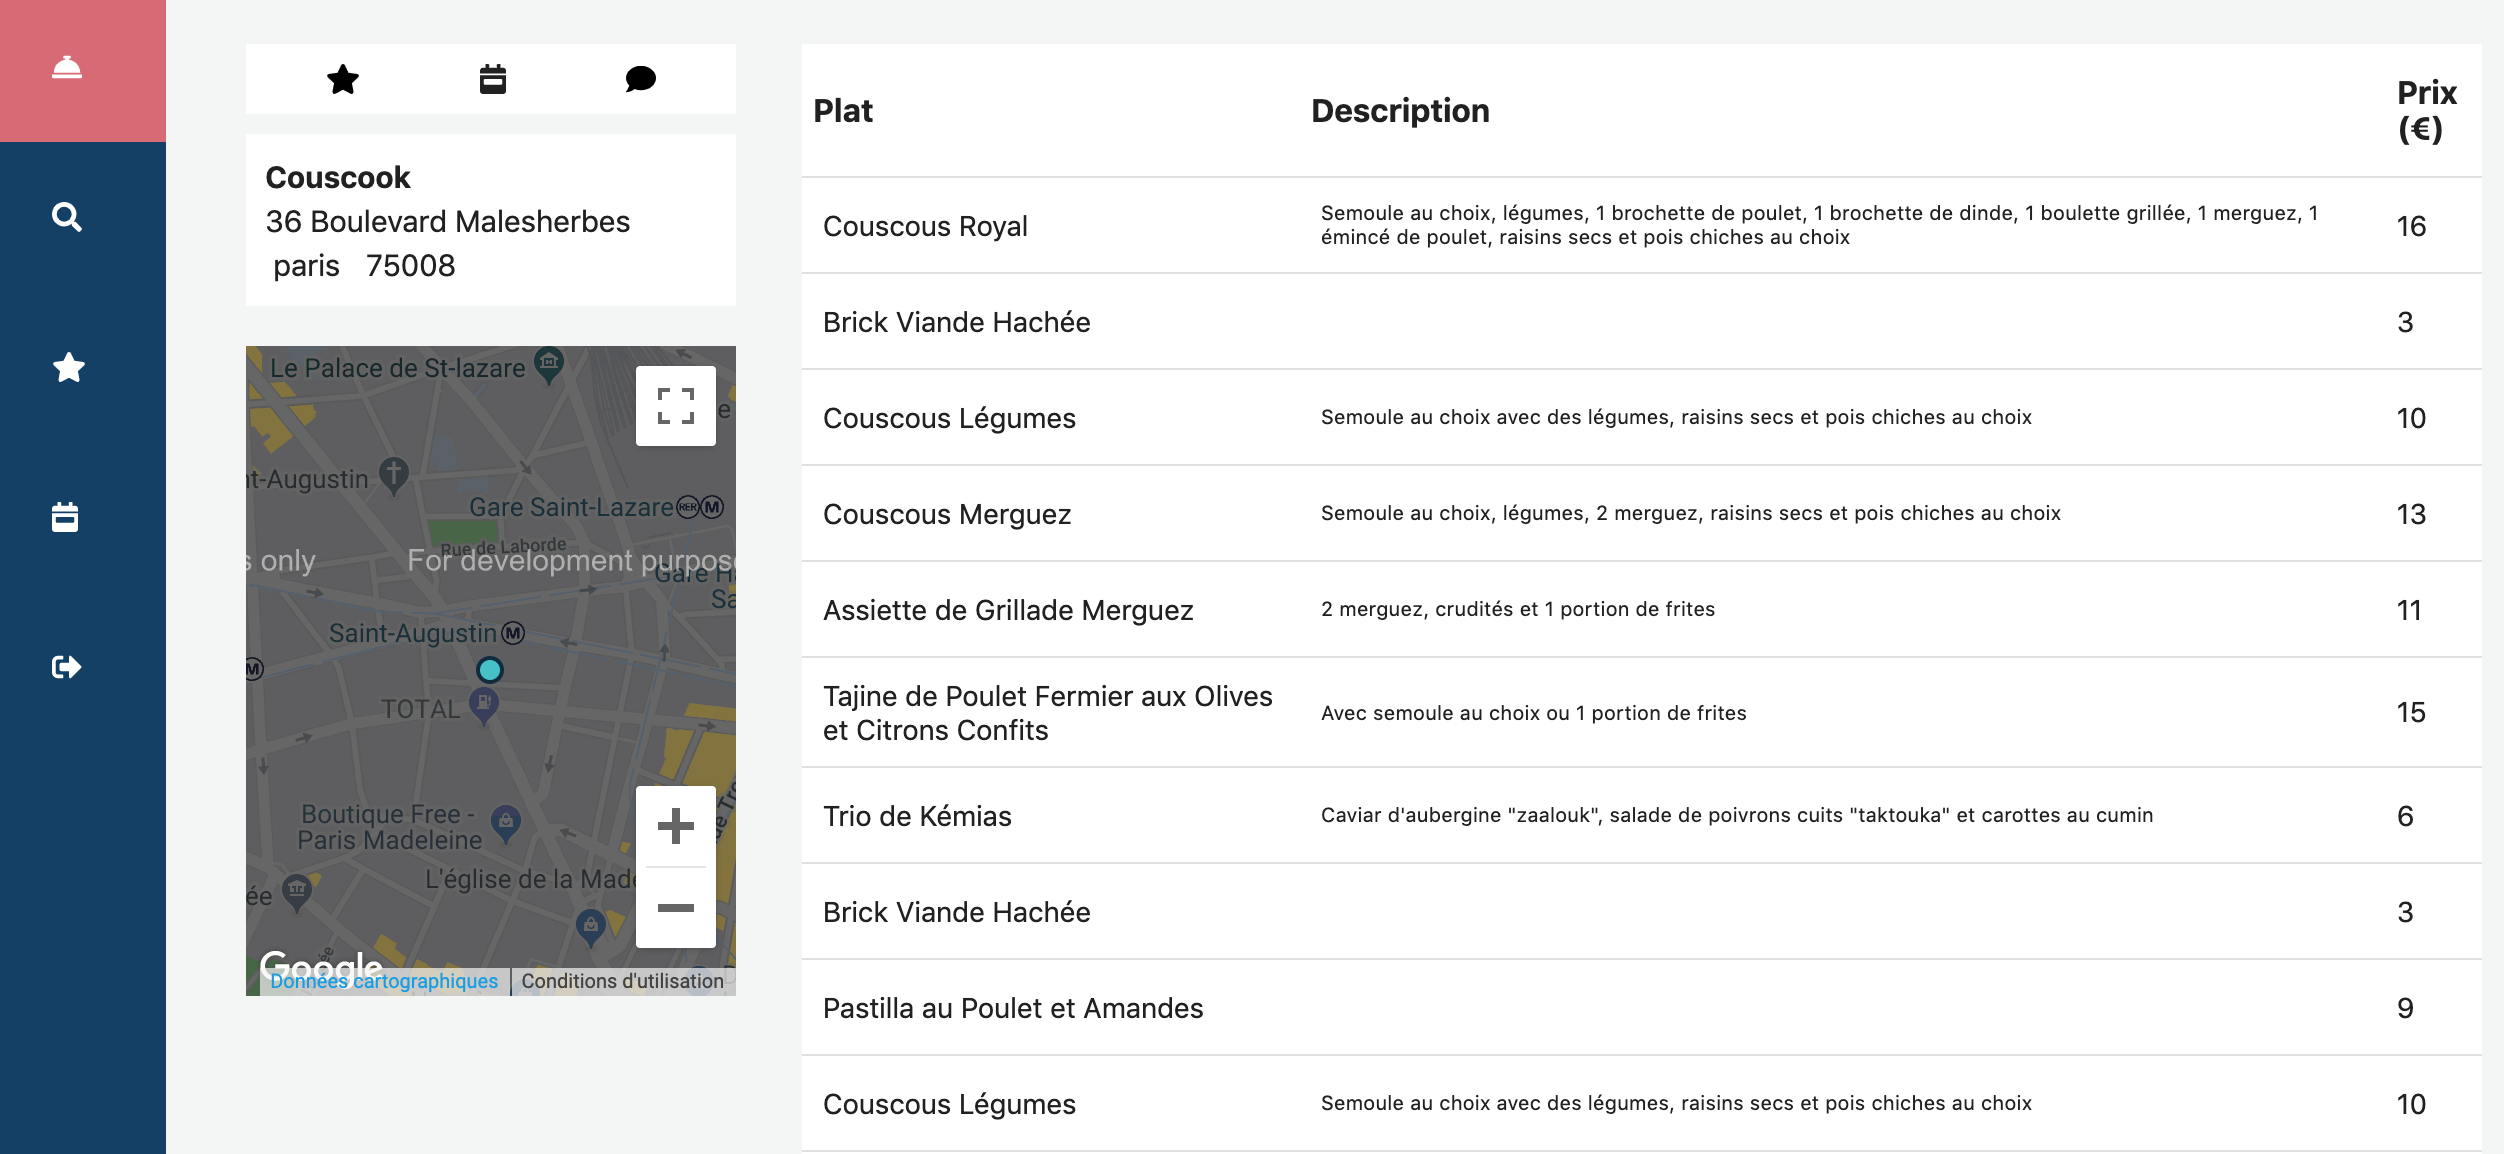 Couscook
36 Boulevard Malesherbes
paris 75008
Le Palace de St-lazare
nt-Augustin
Gare Saint-Lazare
RER M
Rue de Laborde
s only
For development purpose
Gare H
Sa
Saint-Augustin M
M
TOTAL
Boutique Free -
Paris Madeleine
L'église de la Made
ée
Google
Données cartographiques
Conditions d'utilisation
Plat Description Prix
(€)
Couscous Royal
Semoule au choix, légumes, 1 brochette de poulet, 1 brochette de dinde, 1 boulette grillée, 1 merguez, 1
émincé de poulet, raisins secs et pois chiches au choix
16
Brick Viande Hachée 3
Couscous Légumes Semoule au choix avec des légumes, raisins secs et pois chiches au choix 10
Couscous Merguez Semoule au choix, légumes, 2 merguez, raisins secs et pois chiches au choix 13
Assiette de Grillade Merguez 2 merguez, crudités et 1 portion de frites 11
Tajine de Poulet Fermier aux Olives
et Citrons Confits
Avec semoule au choix ou 1 portion de frites 15
Trio de Kémias Caviar d'aubergine "zaalouk", salade de poivrons cuits "taktouka" et carottes au cumin 6
Brick Viande Hachée 3
Pastilla au Poulet et Amandes 9
Couscous Légumes Semoule au choix avec des légumes, raisins secs et pois chiches au choix 10